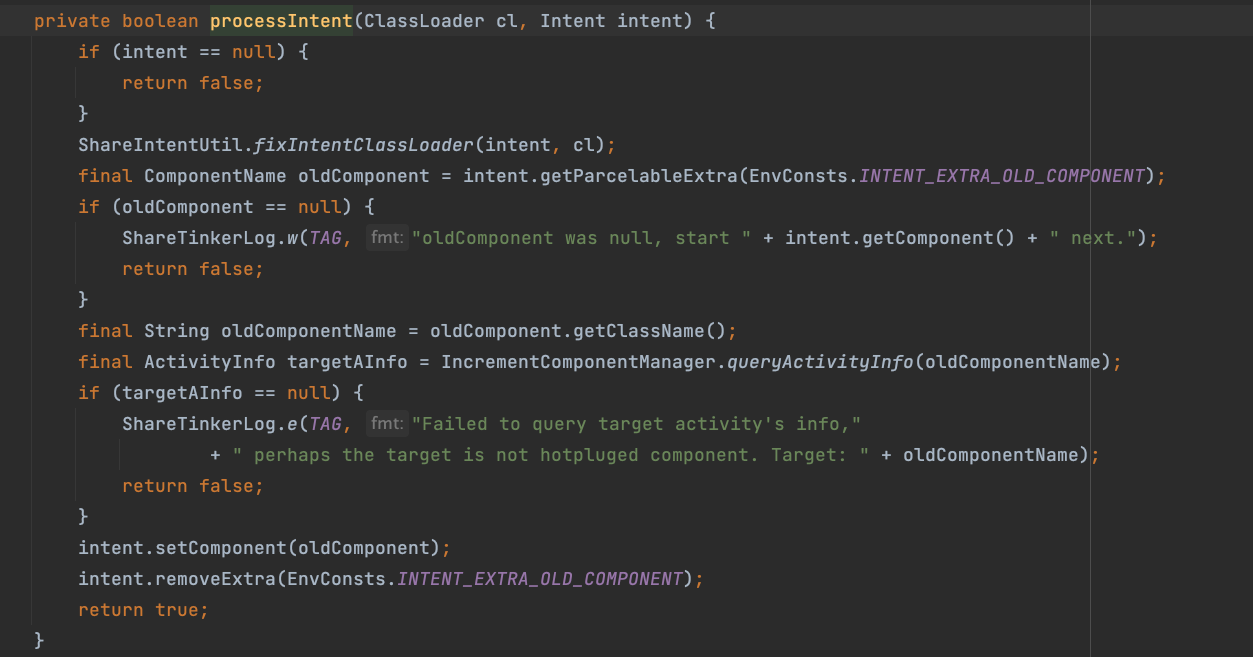 private boolean processIntent(ClassLoader cl, Intent intent) {
    if (intent == null) {
        return false;
    }
    ShareIntentUtil.fixIntentClassLoader(intent, cl);
    final ComponentName oldComponent = intent.getParcelableExtra(EnvConsts.INTENT_EXTRA_OLD_COMPONENT);
    if (oldComponent == null) {
        ShareTinkerLog.w(TAG, fmt: "oldComponent was null, start " + intent.getComponent() + " next.");
        return false;
    }
    final String oldComponentName = oldComponent.getClassName();
    final ActivityInfo targetAInfo = IncrementComponentManager.queryActivityInfo(oldComponentName);
    if (targetAInfo == null) {
        ShareTinkerLog.e(TAG, fmt: "Failed to query target activity's info,"
                + " perhaps the target is not hotpluged component. Target: " + oldComponentName);
        return false;
    }
    intent.setComponent(oldComponent);
    intent.removeExtra(EnvConsts.INTENT_EXTRA_OLD_COMPONENT);
    return true;
}